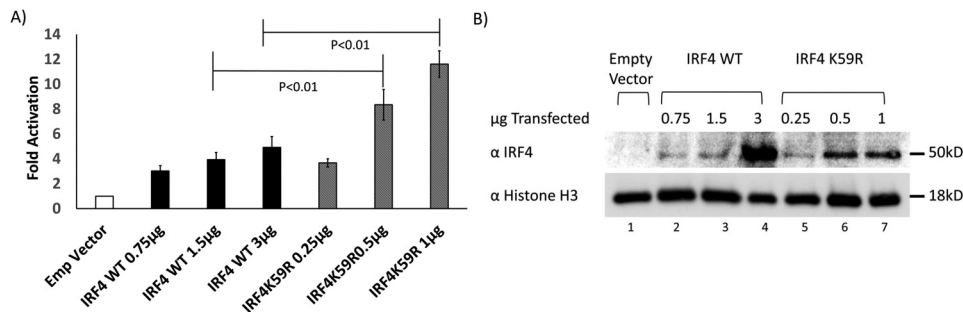 A)
Fold Activation
14
12
10
8
6
4
2
0
P<0.01
P<0.01
Emp Vector
IRF4 WT 0.75µg
IRF4 WT 1.5µg
IRF4 WT 3µg
IRF4K59R 0.25µg
IRF4K59R0.5µg
IRF4K59R 1µg
B)
Empty
Vector
IRF4 WT
IRF4 K59R
µg Transfected
0.75 1.5 3 0.25 0.5 1
α IRF4
50kD
α Histone H3
18kD
1 2 3 4 5 6 7